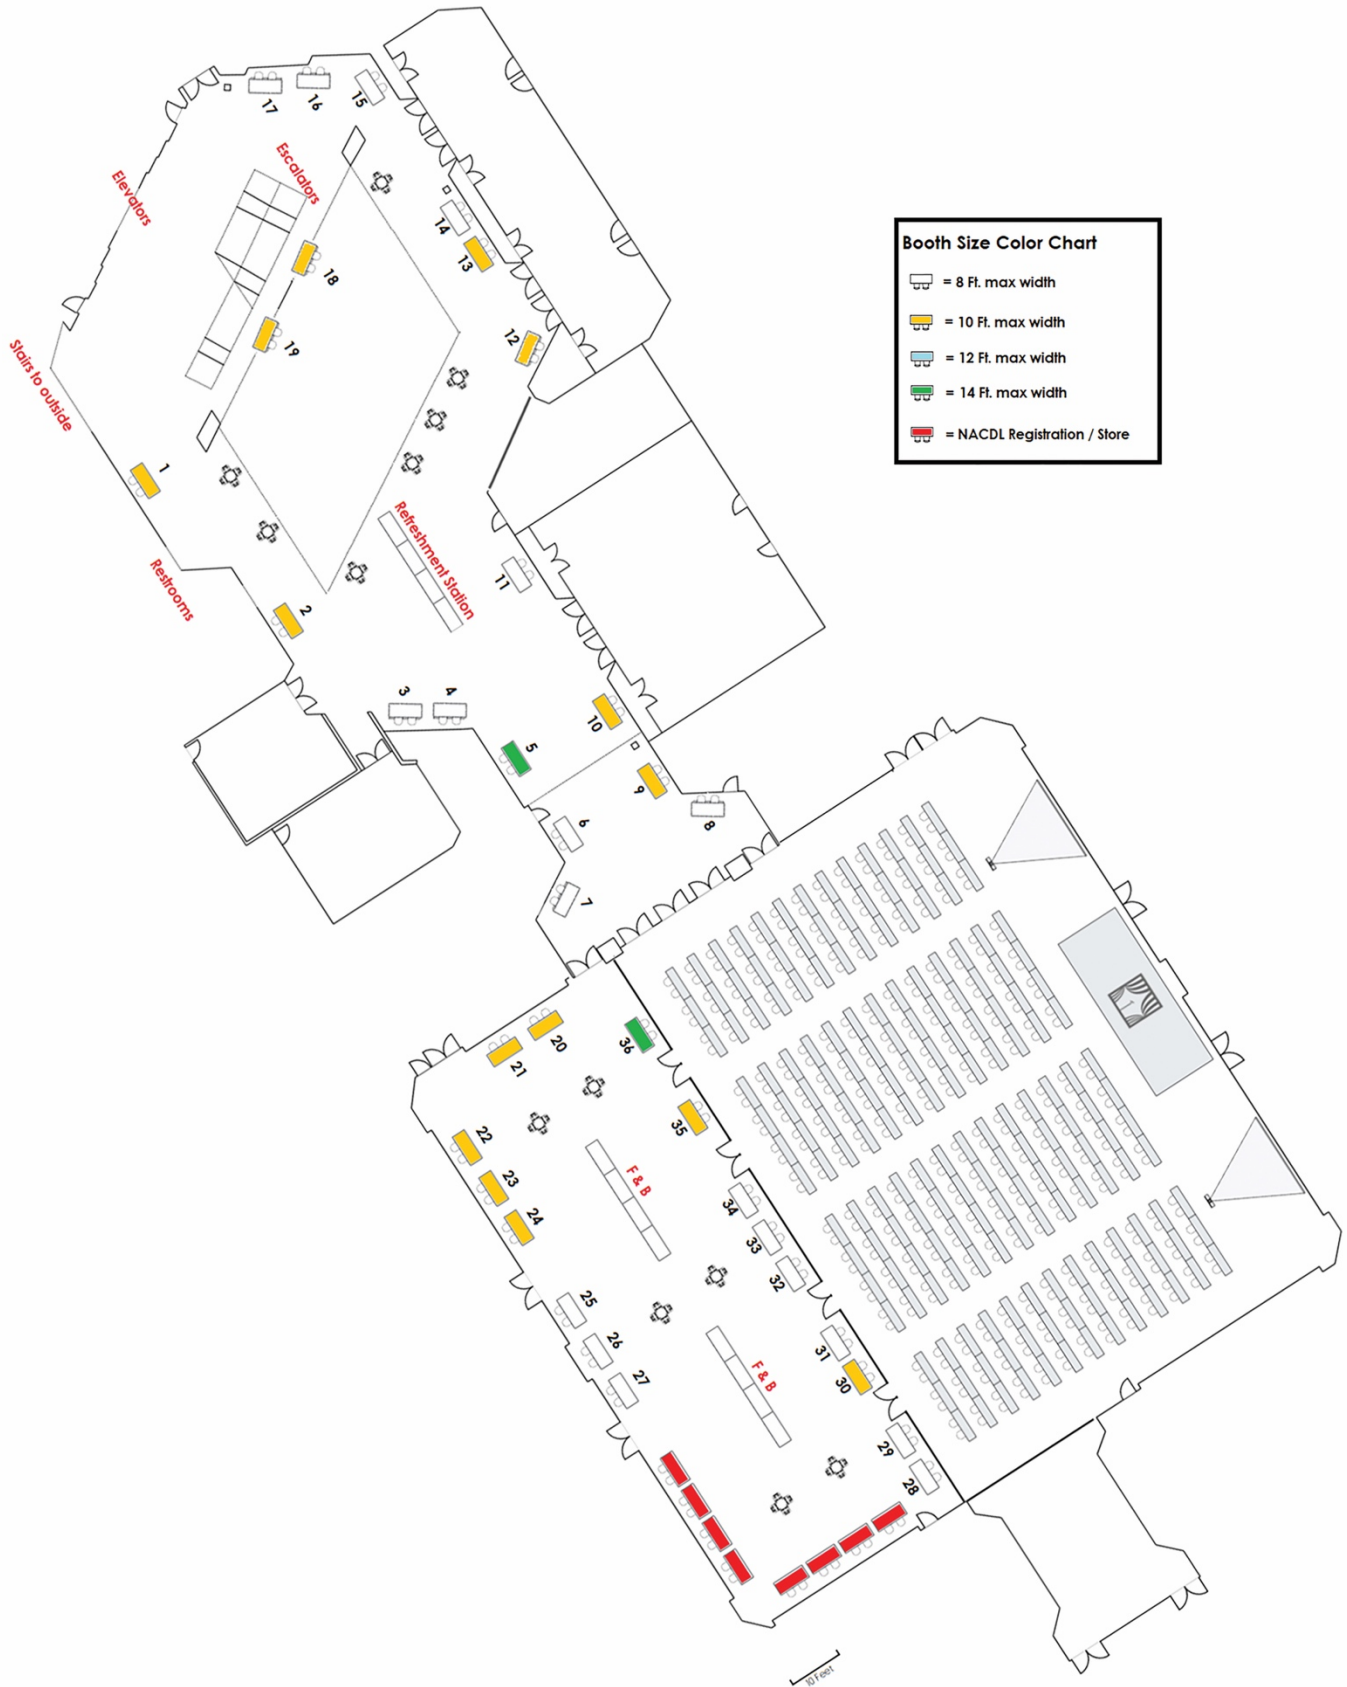 17
16
15
Elevators
Escalators
14
13
18
12
19
Stairs to outside
1
Refreshment Station
11
Restrooms
2
3
4
10
5
9
8
6
7
Booth Size Color Chart
= 8 Ft. max width
= 10 Ft. max width
= 12 Ft. max width
= 14 Ft. max width
= NACDL Registration / Store
20
21
36
35
22
23
24
F & B
34
33
32
25
26
27
31
30
F & B
29
28
10 Feet